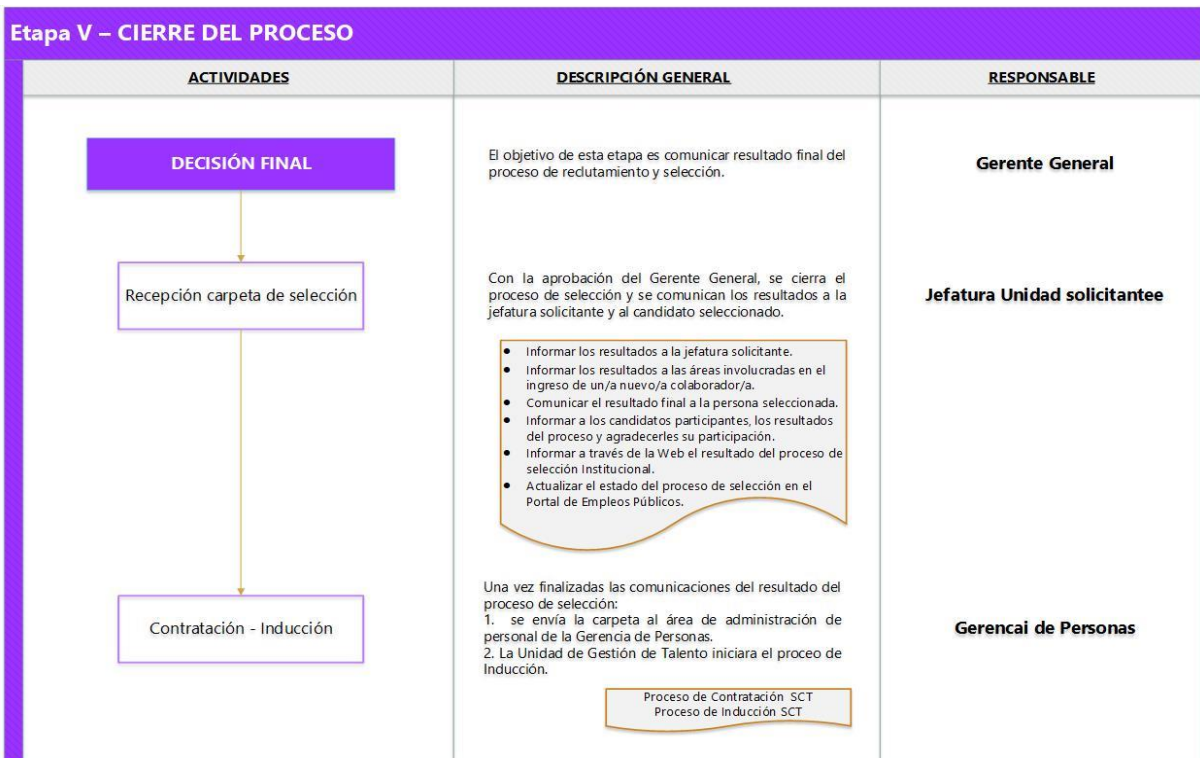 Etapa V – CIERRE DEL PROCESO
ACTIVIDADES
DESCRIPCIÓN GENERAL
RESPONSABLE
DECISIÓN FINAL
El objetivo de esta etapa es comunicar resultado final del
proceso de reclutamiento y selección.
Gerente General
Recepción carpeta de selección
Con la aprobación del Gerente General, se cierra el
proceso de selección y se comunican los resultados a la
jefatura solicitante y al candidato seleccionado.
Jefatura Unidad solicitantee
• Informar los resultados a la jefatura solicitante.
• Informar los resultados a las áreas involucradas en el
ingreso de un/a nuevo/a colaborador/a.
• Comunicar el resultado final a la persona seleccionada.
• Informar a los candidatos participantes, los resultados
del proceso y agradecerles su participación.
• Informar a través de la Web el resultado del proceso de
selección Institucional.
• Actualizar el estado del proceso de selección en el
Portal de Empleos Públicos.
Contratación - Inducción
Una vez finalizadas las comunicaciones del resultado del
proceso de selección:
1. se envía la carpeta al área de administración de
personal de la Gerencia de Personas.
2. La Unidad de Gestión de Talento iniciara el proceo de
Inducción.
Gerencai de Personas
Proceso de Contratación SCT
Proceso de Inducción SCT